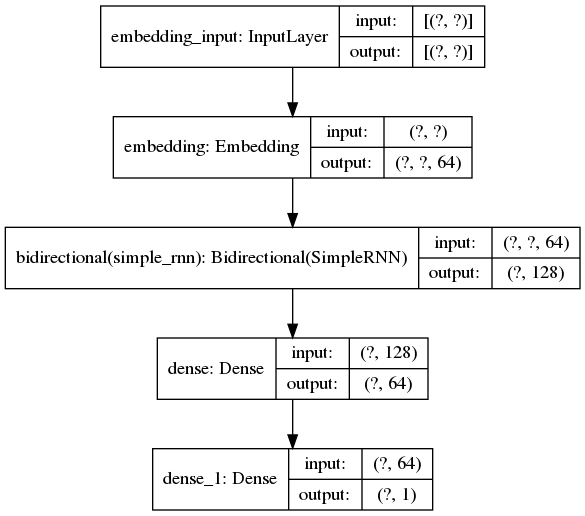 embedding_input: InputLayer
input: [(?, ?)]
output: [(?, ?)]
embedding: Embedding
input: (?, ?)
output: (?, ?, 64)
bidirectional(simple_rnn): Bidirectional(SimpleRNN)
input: (?, ?, 64)
output: (?, 128)
dense: Dense
input: (?, 128)
output: (?, 64)
dense_1: Dense
input: (?, 64)
output: (?, 1)